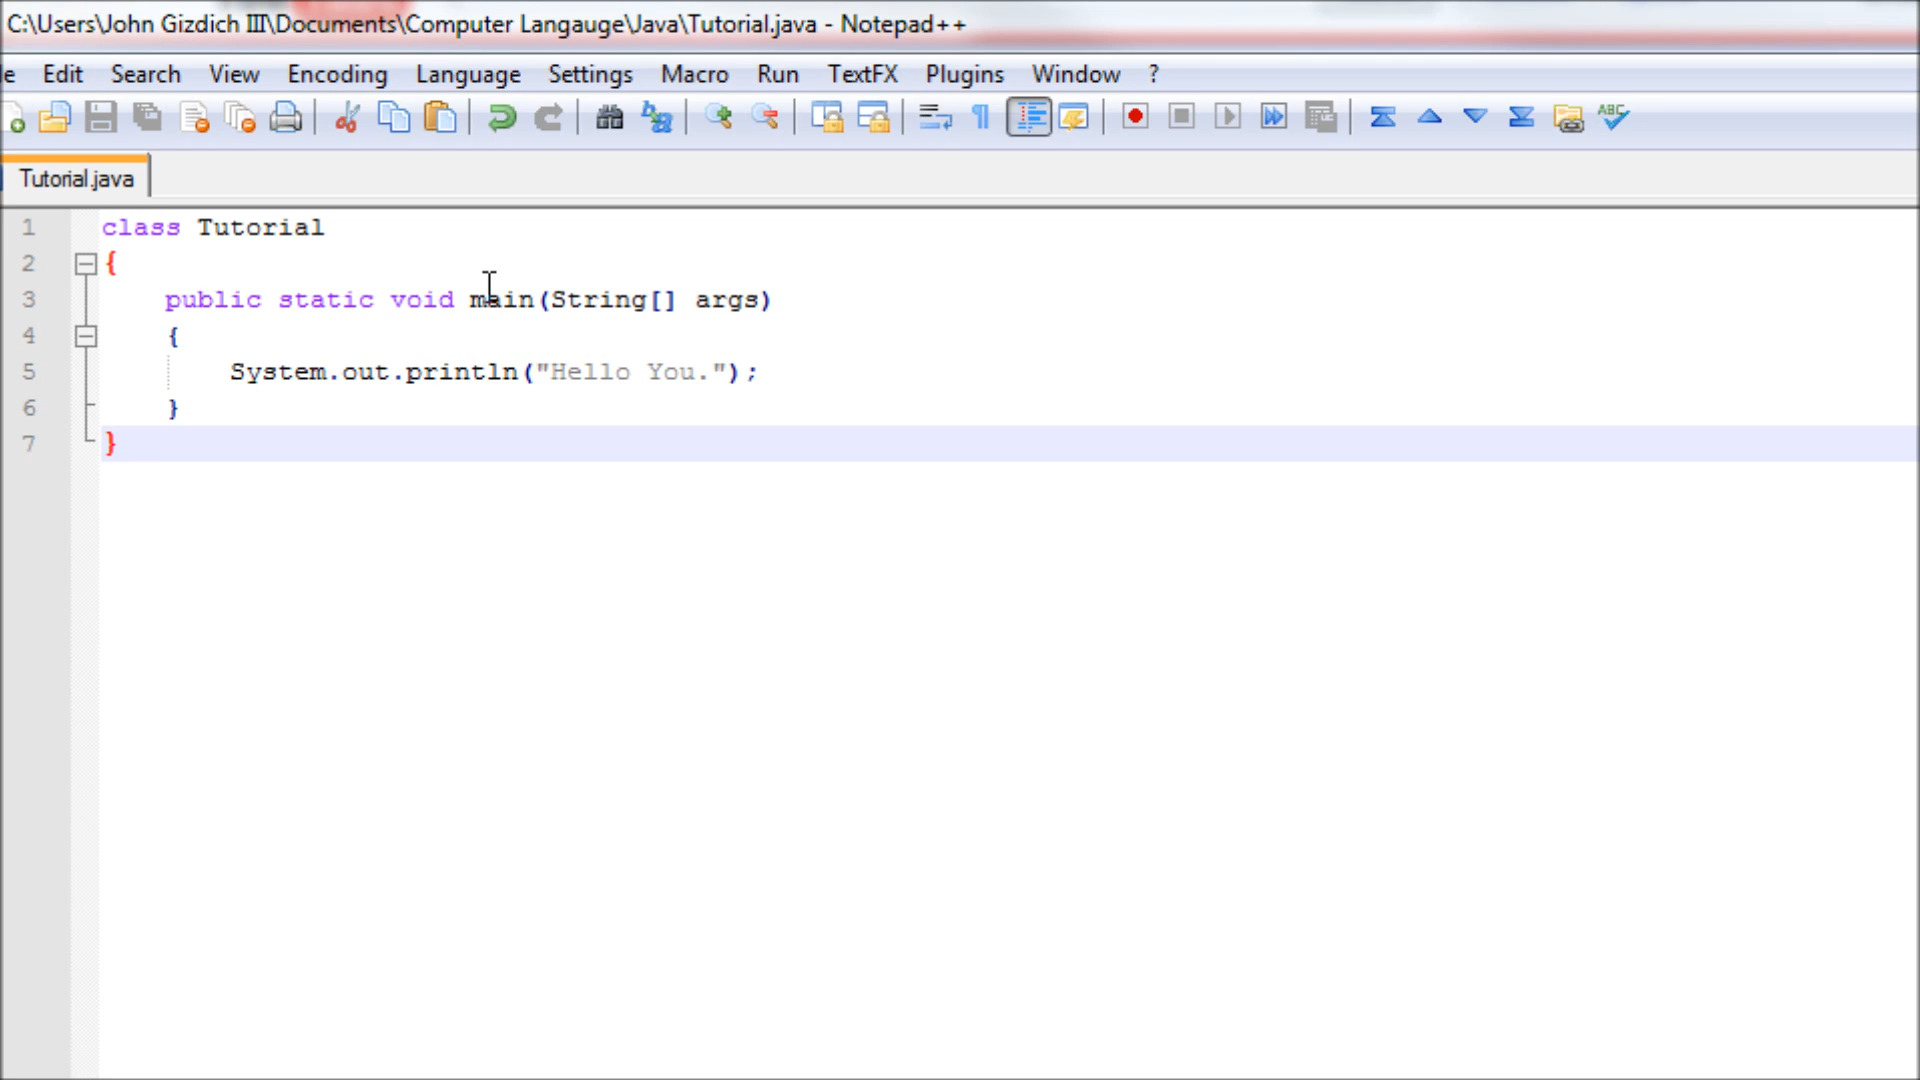 C:\Users\John Gizdich III\Documents\Computer Langauge\Java\Tutorial.java - Notepad++
e Edit Search View Encoding Language Settings Macro Run TextFX Plugins Window ?
ABC
Tutorial.java
1 class Tutorial
2 {
3 public static void main(String[] args)
4 {
5 System.out.println("Hello You.");
6 }
7 }